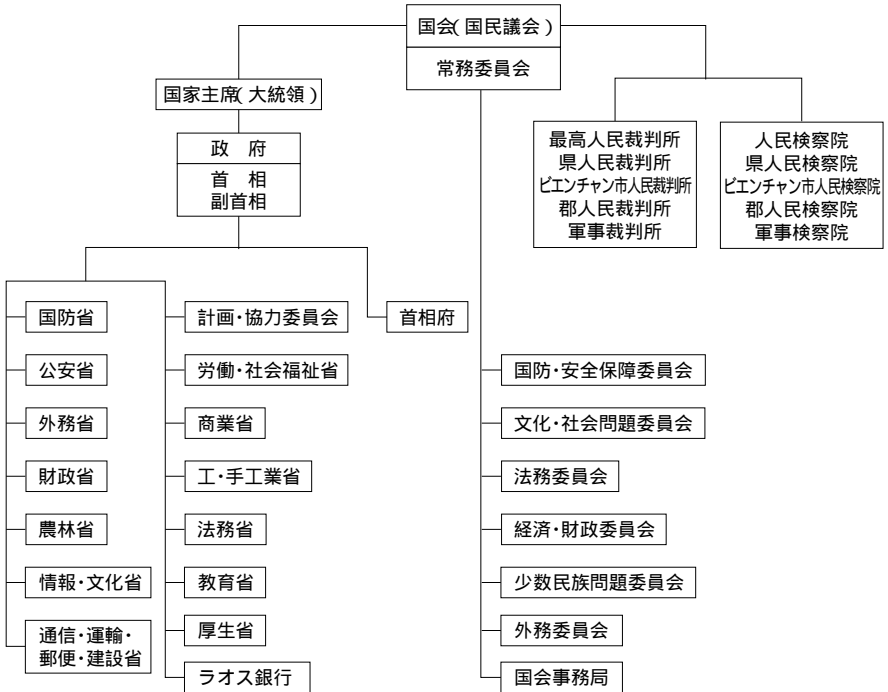 国会(国民議会)
常務委員会
国家主席(大統領)
政 府
首 相
副首相
最高人民裁判所
県人民裁判所
ビエンチャン市人民裁判所
郡人民裁判所
軍事裁判所
人民検察院
県人民検察院
ビエンチャン市人民検察院
郡人民検察院
軍事検察院
国防省
公安省
外務省
財政省
農林省
情報・文化省
通信・運輸・
郵便・建設省
計画・協力委員会
労働・社会福祉省
商業省
工・手工業省
法務省
教育省
厚生省
ラオス銀行
首相府
国防・安全保障委員会
文化・社会問題委員会
法務委員会
経済・財政委員会
少数民族問題委員会
外務委員会
国会事務局